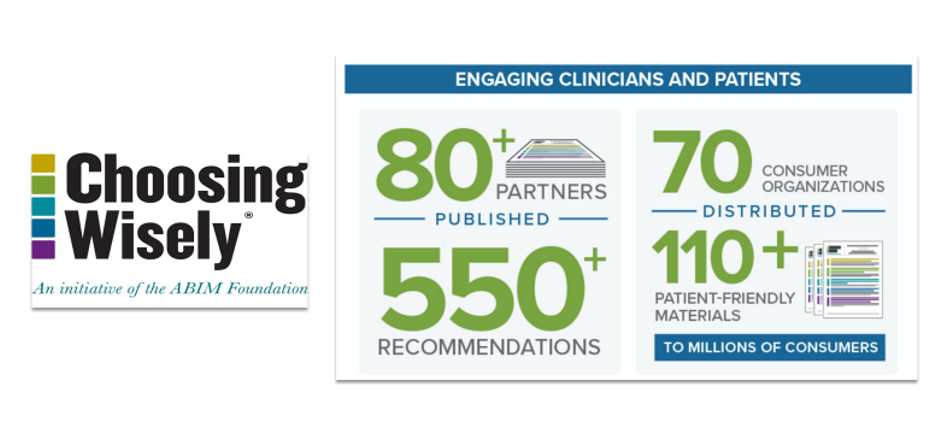 Choosing
Wisely®
An initiative of the ABIM Foundation
ENGAGING CLINICIANS AND PATIENTS
80+
PARTNERS
PUBLISHED
550+
RECOMMENDATIONS
70 CONSUMER
ORGANIZATIONS
DISTRIBUTED
110+
PATIENT-FRIENDLY
MATERIALS
TO MILLIONS OF CONSUMERS